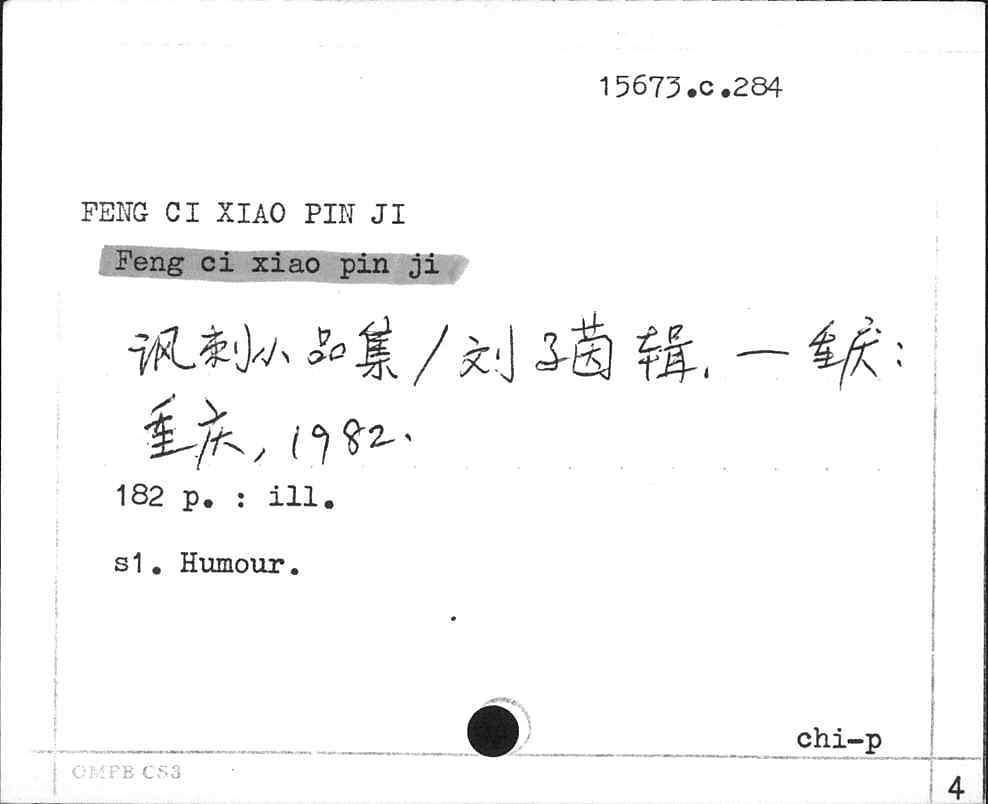 15673.c.284
FENG CI XIAO PIN JI
Feng ci xiao pin ji
讽刺小品集/刘子茵辑. — 重庆:
重庆, 1982.
182 p. : ill.
s1. Humour.
chi-p
OMPB CS3
4